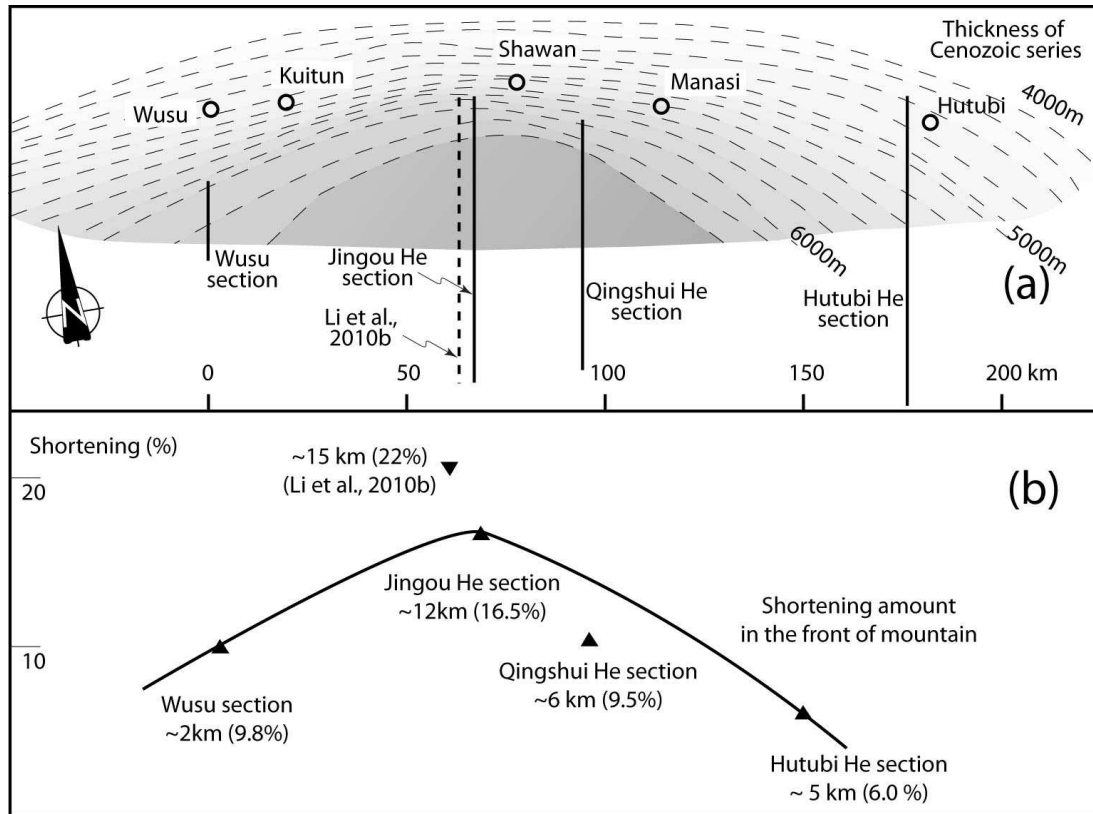 Thickness of
Cenozoic series
Shawan
Kuitun
Manasi
4000m
Wusu
Hutubi
5000m
6000m
Wusu
section
Jingou He
section
Qingshui He
section
Hutubi He
section
(a)
Li et al.,
2010b
N
0
50
100
150
200 km
Shortening (%)
~15 km (22%)
(Li et al., 2010b)
(b)
20
Jingou He section
~12km (16.5%)
Shortening amount
in the front of mountain
10
Qingshui He section
~6 km (9.5%)
Wusu section
~2km (9.8%)
Hutubi He section
~ 5 km (6.0 %)